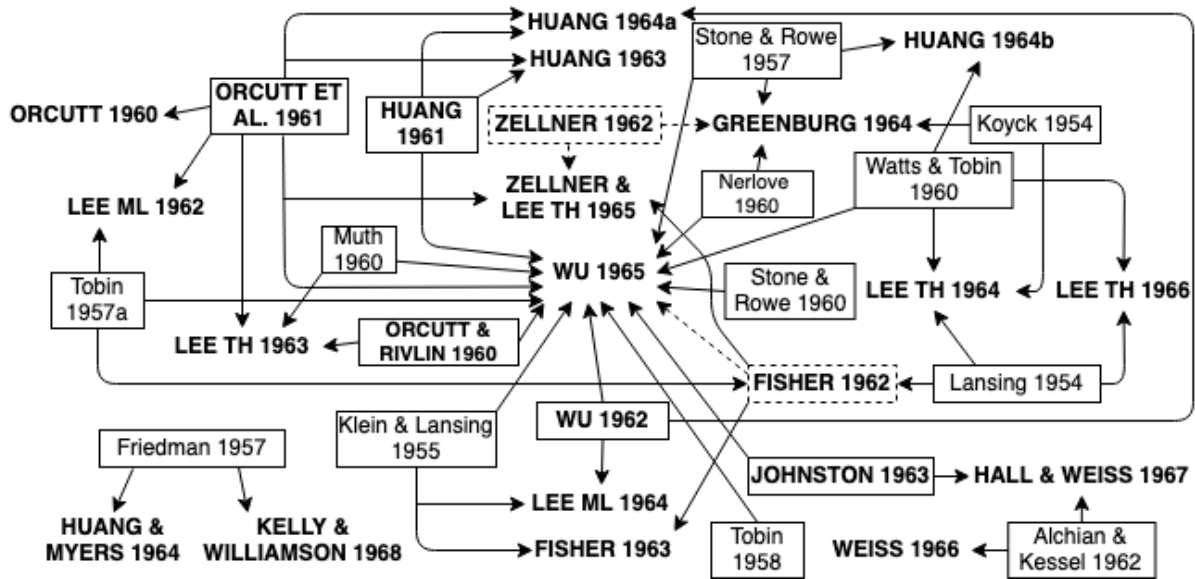 HUANG 1964a
Stone & Rowe
1957
HUANG 1964b
HUANG 1963
ORCUTT 1960
ORCUTT ET
AL. 1961
HUANG
1961
ZELLNER 1962
GREENBURG 1964
Koyck 1954
LEE ML 1962
ZELLNER &
LEE TH 1965
Nerlove
1960
Watts & Tobin
1960
Muth
1960
WU 1965
Tobin
1957a
Stone &
Rowe 1960
LEE TH 1964
LEE TH 1966
LEE TH 1963
ORCUTT &
RIVLIN 1960
FISHER 1962
Lansing 1954
Klein & Lansing
1955
WU 1962
Friedman 1957
JOHNSTON 1963
HALL & WEISS 1967
LEE ML 1964
HUANG &
MYERS 1964
KELLY &
WILLIAMSON 1968
FISHER 1963
Tobin
1958
WEISS 1966
Alchian &
Kessel 1962